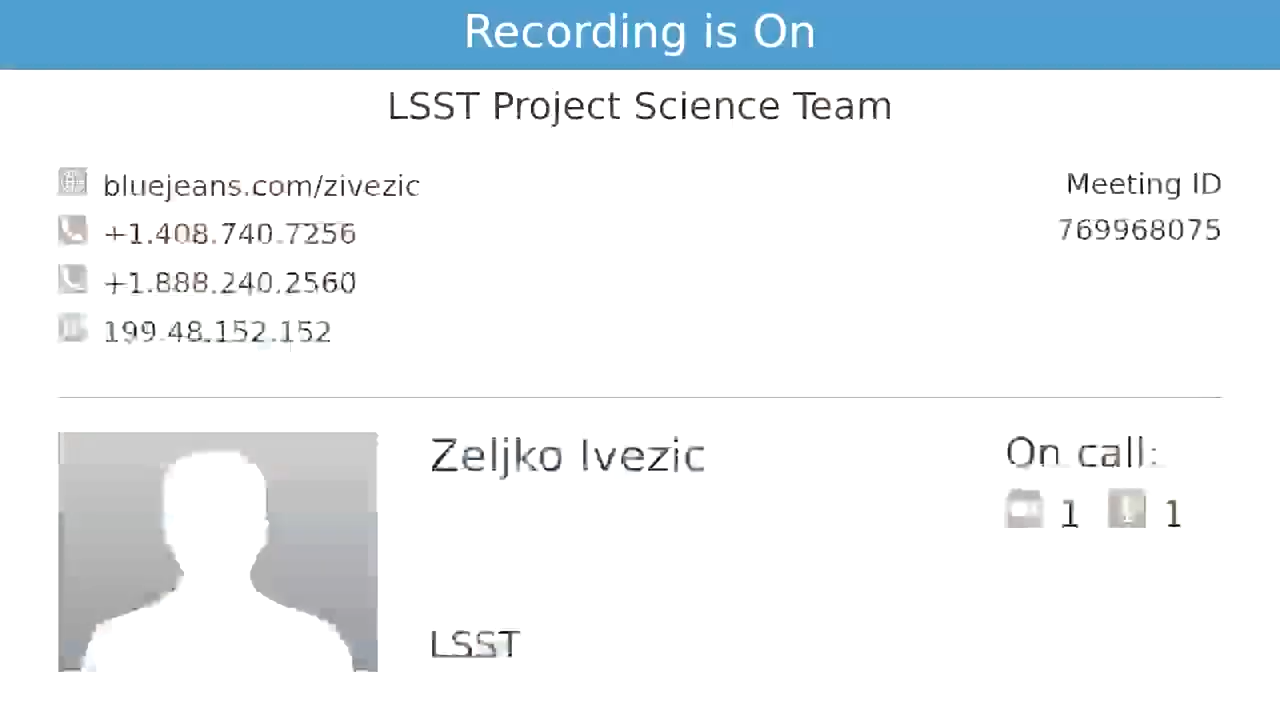 Recording is On
LSST Project Science Team
bluejeans.com/zivezic
Meeting ID
+1.408.740.7256
769968075
+1.888.240.2560
199.48.152.152
Zeljko Ivezic
On call:
1 1
LSST